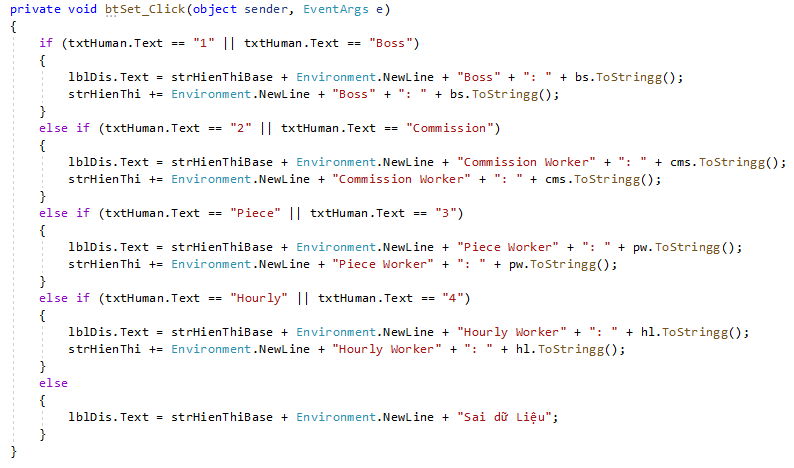 private void btSet_Click(object sender, EventArgs e)
{
    if (txtHuman.Text == "1" || txtHuman.Text == "Boss")
    {
        lblDis.Text = strHienThiBase + Environment.NewLine + "Boss" + ": " + bs.ToStringg();
        strHienThi += Environment.NewLine + "Boss" + ": " + bs.ToStringg();
    }
    else if (txtHuman.Text == "2" || txtHuman.Text == "Commission")
    {
        lblDis.Text = strHienThiBase + Environment.NewLine + "Commission Worker" + ": " + cms.ToStringg();
        strHienThi += Environment.NewLine + "Commission Worker" + ": " + cms.ToStringg();
    }
    else if (txtHuman.Text == "Piece" || txtHuman.Text == "3")
    {
        lblDis.Text = strHienThiBase + Environment.NewLine + "Piece Worker" + ": " + pw.ToStringg();
        strHienThi += Environment.NewLine + "Piece Worker" + ": " + pw.ToStringg();
    }
    else if (txtHuman.Text == "Hourly" || txtHuman.Text == "4")
    {
        lblDis.Text = strHienThiBase + Environment.NewLine + "Hourly Worker" + ": " + hl.ToStringg();
        strHienThi += Environment.NewLine + "Hourly Worker" + ": " + hl.ToStringg();
    }
    else
    {
        lblDis.Text = strHienThiBase + Environment.NewLine + "Sai dữ Liệu";
    }
}